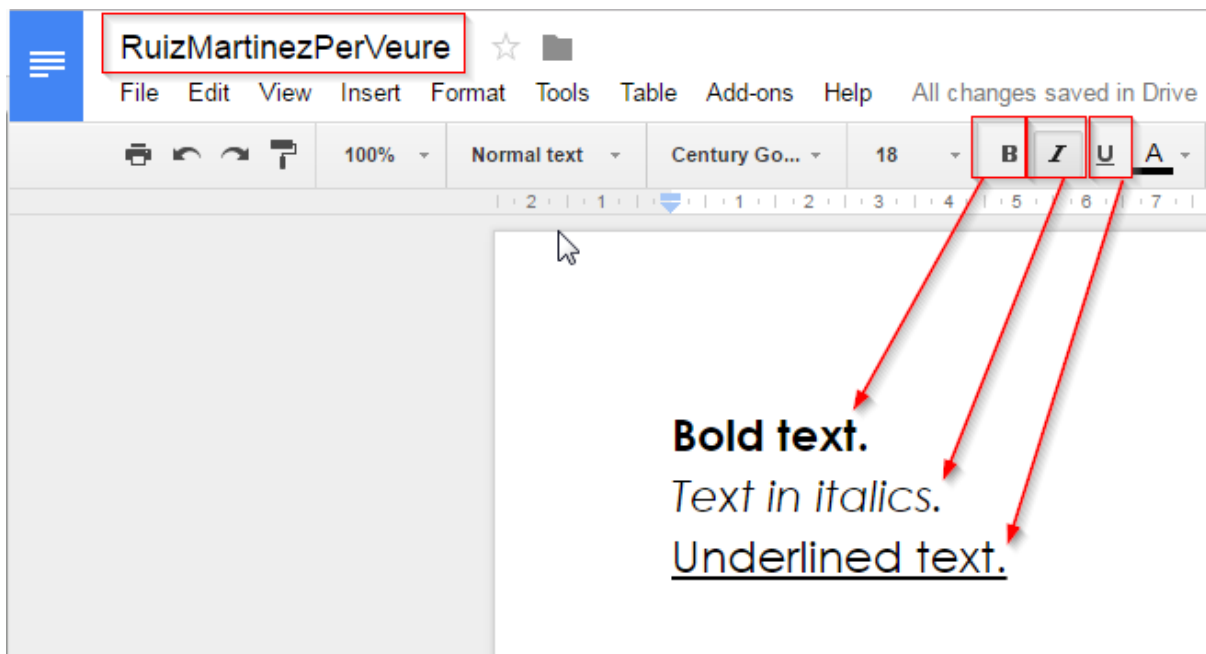 RuizMartinezPerVeure
File Edit View Insert Format Tools Table Add-ons Help All changes saved in Drive
100% Normal text Century Go... 18 B I U A
2 1 1 2 3 4 5 6 7
Bold text.
Text in italics.
Underlined text.